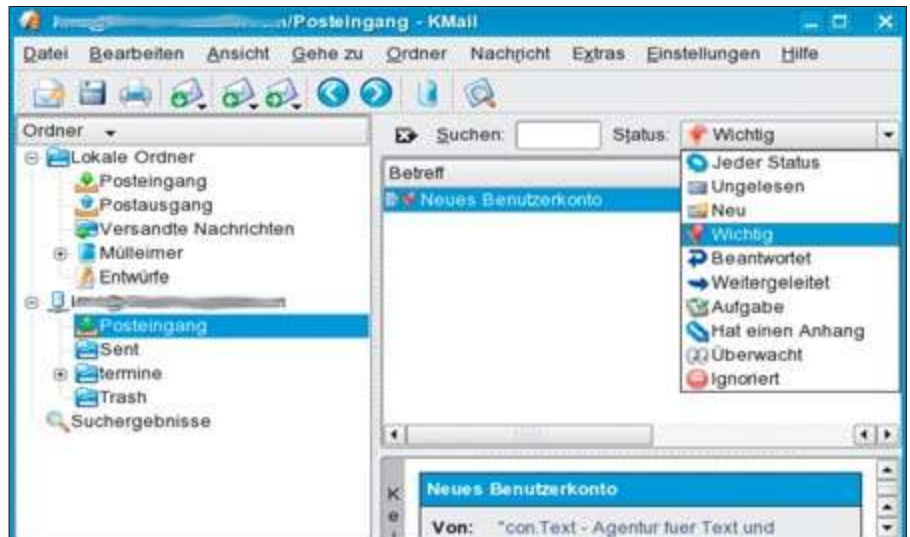 /Posteingang - KMail
Datei Bearbeiten Ansicht Gehe zu Ordner Nachricht Extras Einstellungen Hilfe
Ordner
Lokale Ordner
Posteingang
Postausgang
Versandte Nachrichten
Mülleimer
Entwürfe
Posteingang
Sent
termine
Trash
Suchergebnisse
Suchen: Status: Wichtig
Betreff
Neues Benutzerkonto
Jeder Status
Ungelesen
Neu
Wichtig
Beantwortet
Weitergeleitet
Aufgabe
Hat einen Anhang
Überwacht
Ignoriert
K
e
Neues Benutzerkonto
Von: "con.Text - Agentur fuer Text und